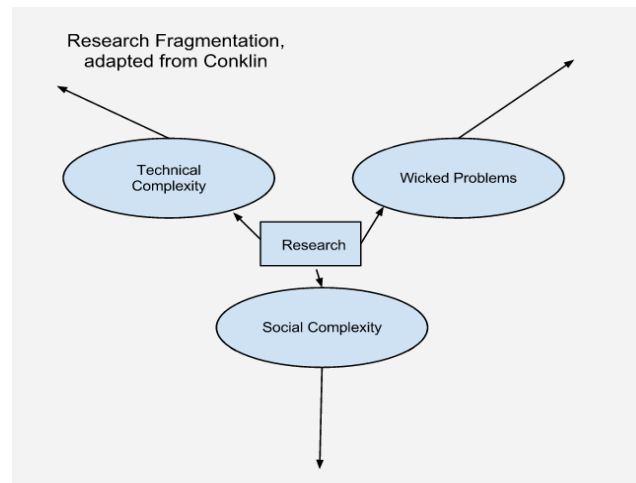 Research Fragmentation,
adapted from Conklin
Technical
Complexity
Wicked Problems
Research
Social Complexity